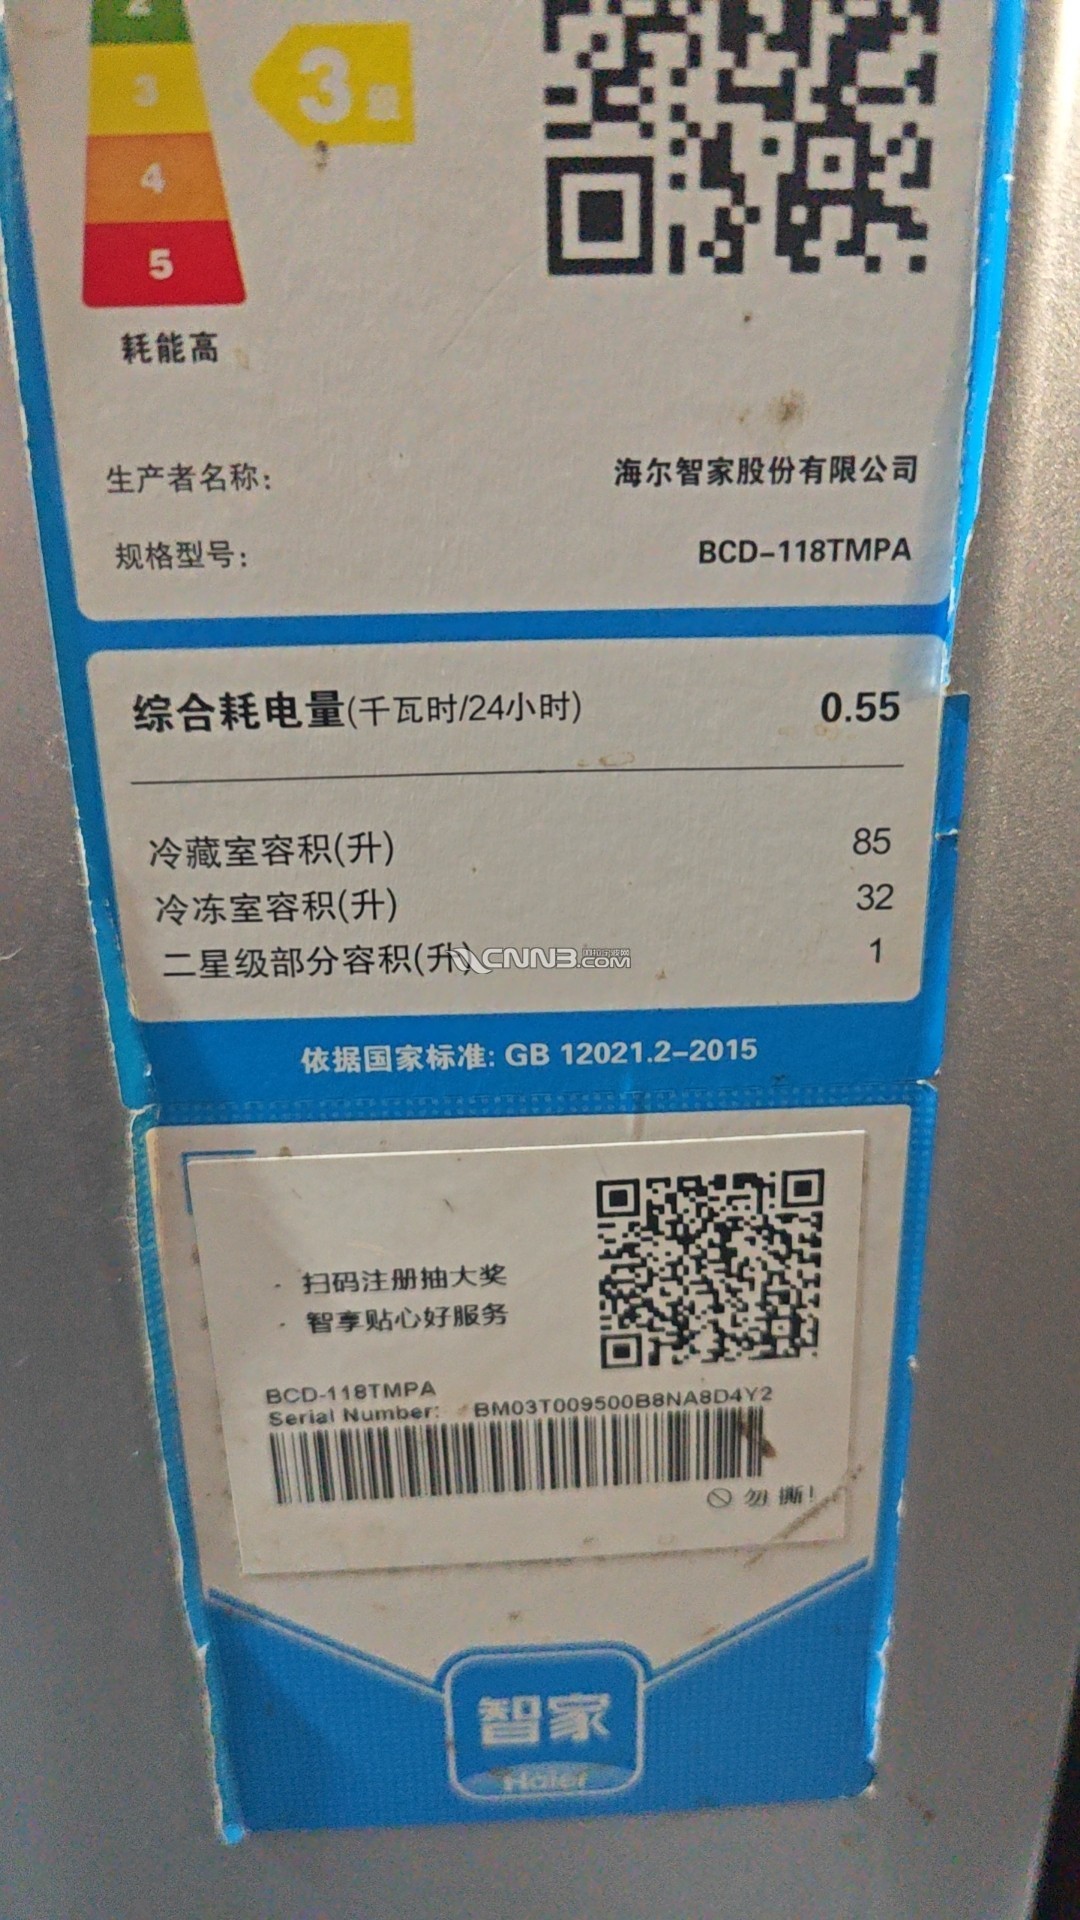 2
3
3级
4
5
耗能高
生产者名称: 海尔智家股份有限公司
规格型号: BCD-118TMPA
综合耗电量(千瓦时/24小时) 0.55
冷藏室容积(升) 85
冷冻室容积(升) 32
二星级部分容积(升) 1
CNN3.COM
依据国家标准: GB 12021.2-2015
· 扫码注册抽大奖
· 智享贴心好服务
BCD-118TMPA
Serial Number: BM03T009500B8NA8D4Y2
勿 撕!
智家
Haier